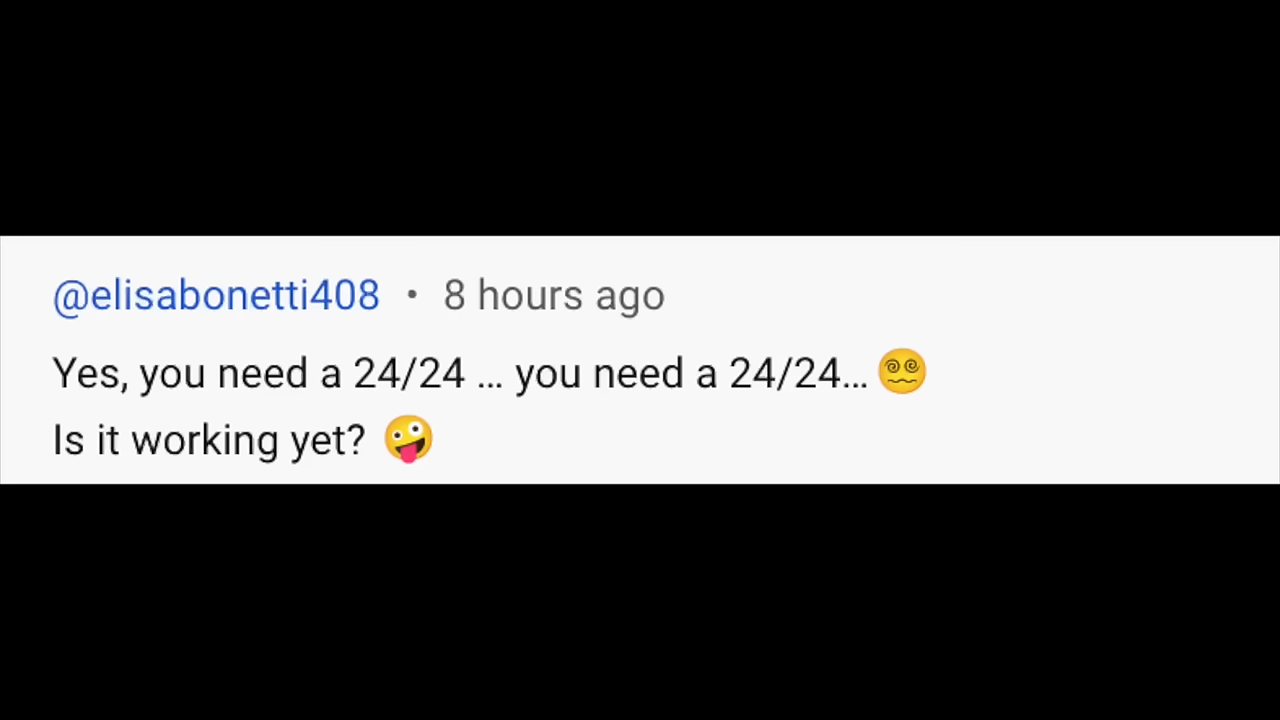 @elisabonetti408 • 8 hours ago
Yes, you need a 24/24 ... you need a 24/24...😵‍💫
Is it working yet? 🤪